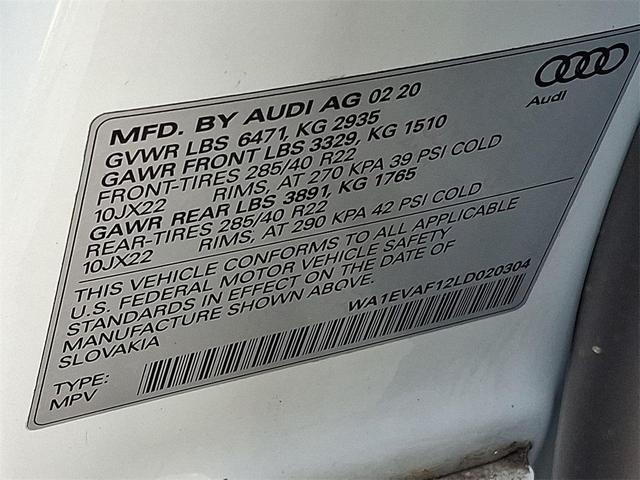 Audi
MFD. BY AUDI AG 02 20
GVWR LBS 6471, KG 2935
GAWR FRONT LBS 3329, KG 1510
FRONT-TIRES 285/40 R22
10JX22 RIMS, AT 270 KPA 39 PSI COLD
GAWR REAR LBS 3891, KG 1765
REAR-TIRES 285/40 R22
10JX22 RIMS, AT 290 KPA 42 PSI COLD
THIS VEHICLE CONFORMS TO ALL APPLICABLE
U.S. FEDERAL MOTOR VEHICLE SAFETY
STANDARDS IN EFFECT ON THE DATE OF
MANUFACTURE SHOWN ABOVE.
SLOVAKIA
WA1EVAF12LD020304
TYPE:
MPV